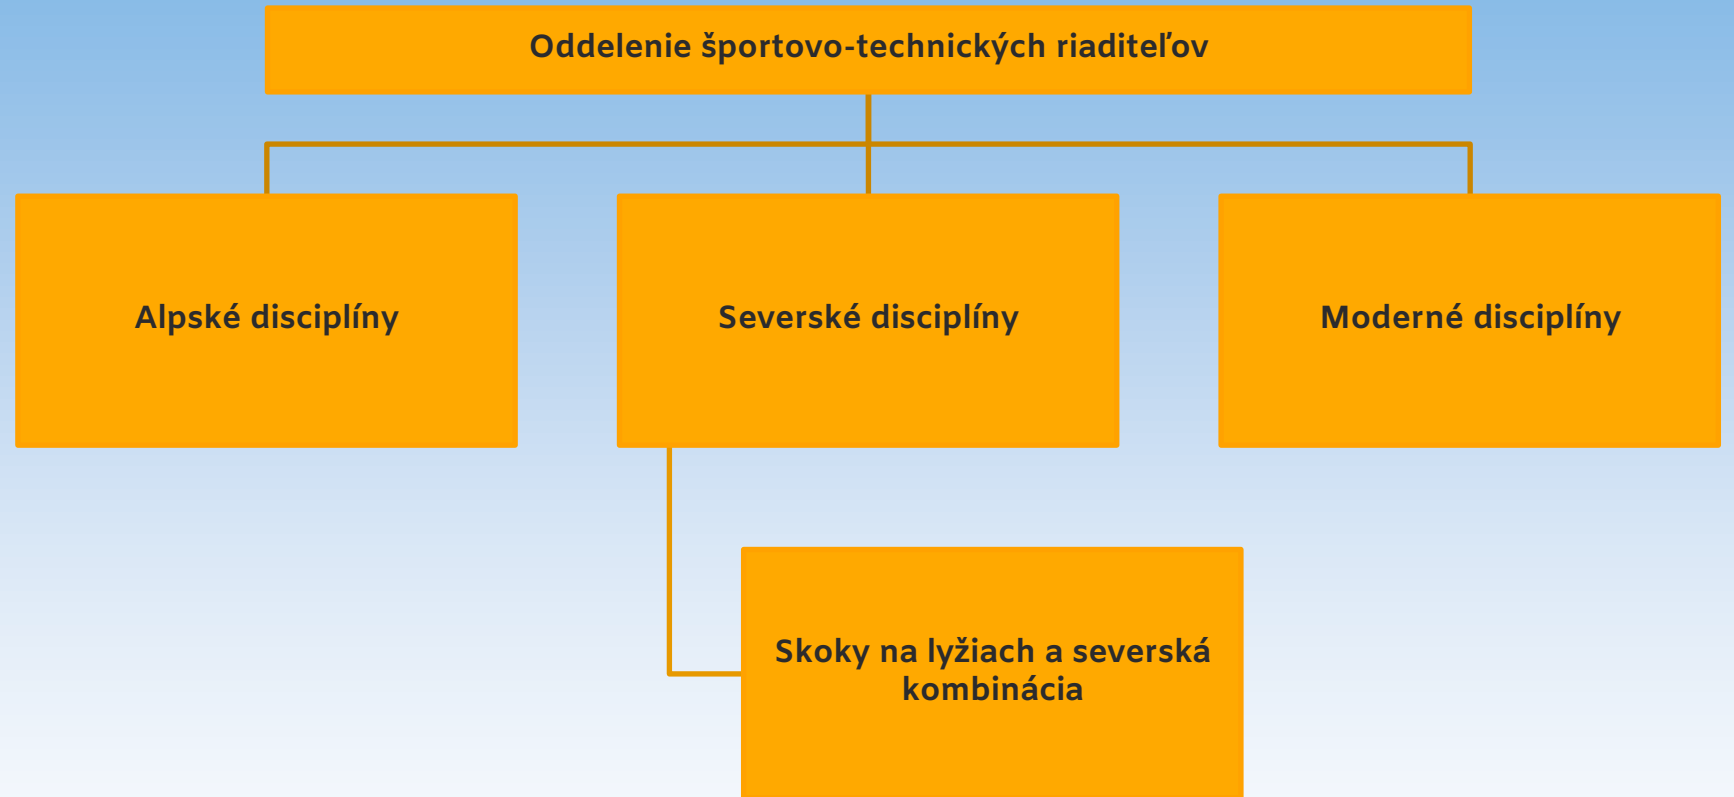 Oddelenie športovo-technických riaditeľov
Alpské disciplíny
Severské disciplíny
Moderné disciplíny
Skoky na lyžiach a severská
kombinácia